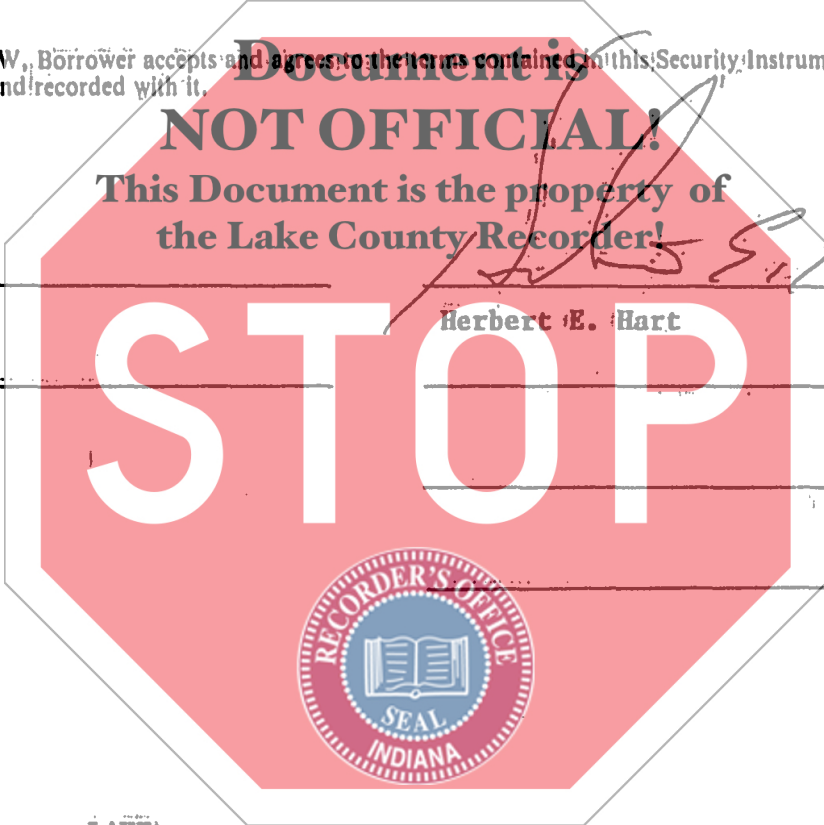 W, Borrower accepts and agrees to the terms contained in this Security Instrum
nd recorded with it.
Document is
NOT OFFICIAL!
This Document is the property of
the Lake County Recorder!
Herbert E. Hart
STOP
RECORDER'S OFFICE
SEAL
INDIANA